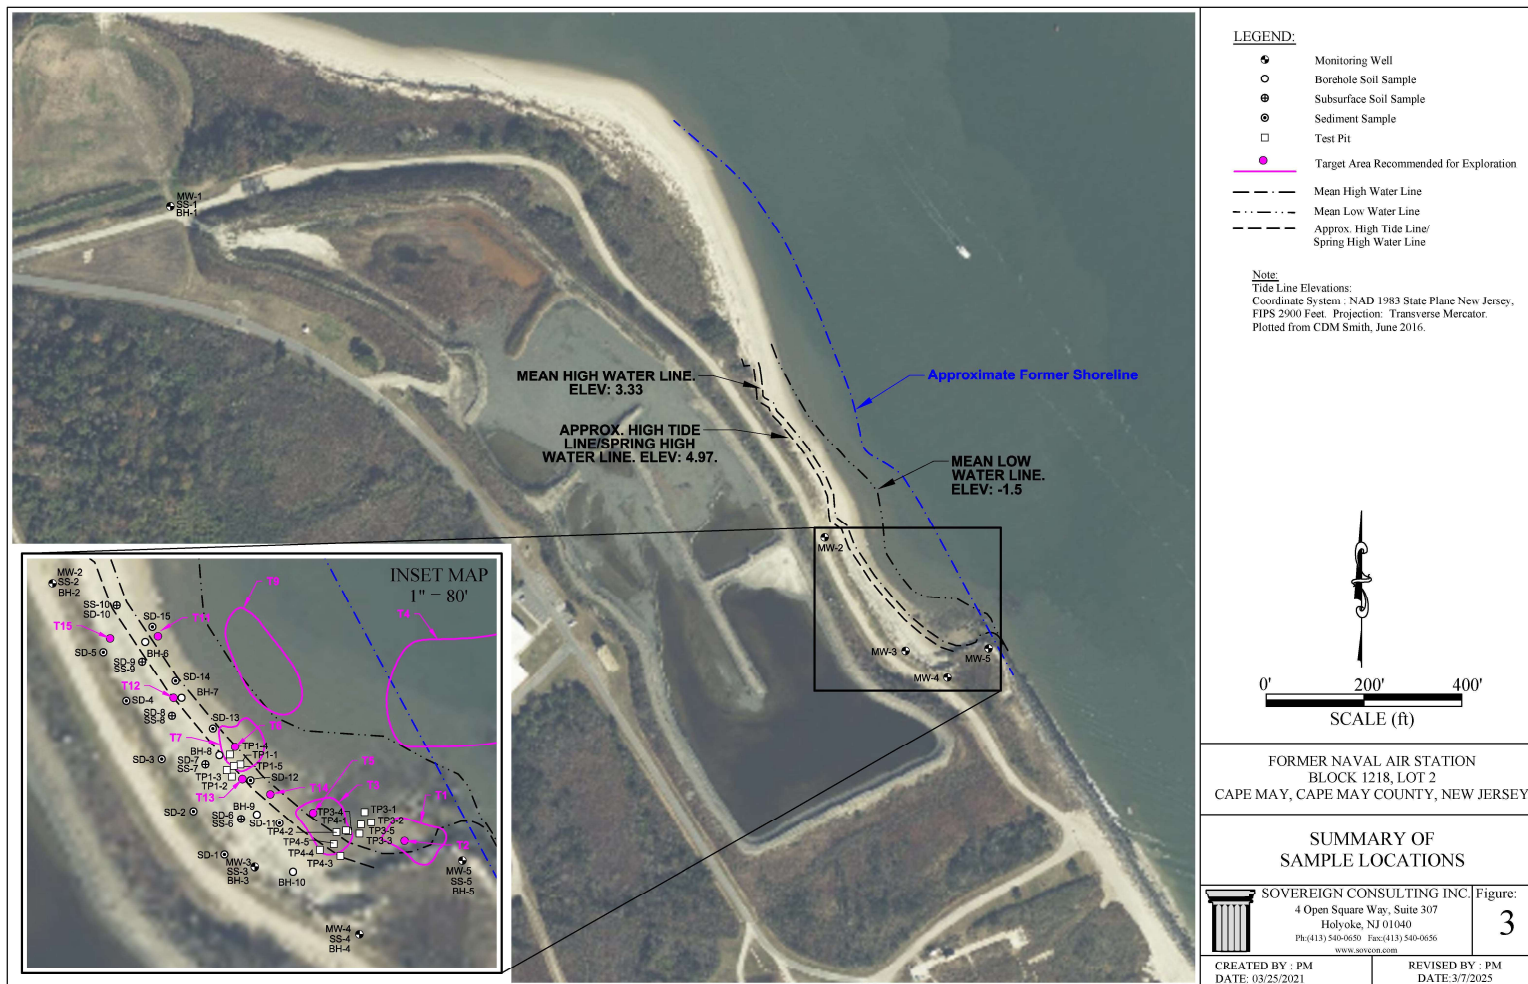 MW-1
SS-1
BH-1
MEAN HIGH WATER LINE.
ELEV: 3.33
APPROX. HIGH TIDE
LINE/SPRING HIGH
WATER LINE. ELEV: 4.97.
Approximate Former Shoreline
MEAN LOW
WATER LINE.
ELEV: -1.5
MW-2
MW-3
MW-4
MW-5
INSET MAP
1" = 80'
MW-2
SS-2
BH-2
SS-10
SD-10
SD-15
T15
SD-5
BH-6
SD-9
SS-9
SD-14
T12
BH-7
SD-4
SD-8
SS-8
SD-13
T7
TP1-4
BH-8
TP1-1
SD-3
SD-7
SS-7
TP1-5
TP1-3
TP1-2
SD-12
T13
T14
T1
SD-2
BH-9
SD-6
SS-6
SD-11
TP3-4
TP3-1
TP4-1
TP3-2
TP4-2
TP3-5
TP4-5
TP3-3
TP4-4
TP4-3
SD-1
MW-3
SS-3
BH-3
BH-10
MW-5
SS-5
BH-5
MW-4
SS-4
BH-4
LEGEND:
Monitoring Well
Borehole Soil Sample
Subsurface Soil Sample
Sediment Sample
Test Pit
Target Area Recommended for Exploration
Mean High Water Line
Mean Low Water Line
Approx. High Tide Line/
Spring High Water Line
Note:
Tide Line Elevations:
Coordinate System : NAD 1983 State Plane New Jersey,
FIPS 2900 Feet. Projection: Transverse Mercator.
Plotted from CDM Smith, June 2016.
0' 200' 400'
SCALE (ft)
FORMER NAVAL AIR STATION
BLOCK 1218, LOT 2
CAPE MAY, CAPE MAY COUNTY, NEW JERSEY
SUMMARY OF
SAMPLE LOCATIONS
SOVEREIGN CONSULTING INC.
4 Open Square Way, Suite 307
Holyoke, NJ 01040
Ph:(413) 540-0650 Fax:(413) 540-0656
www.sovcon.com
Figure:
3
CREATED BY : PM
DATE: 03/25/2021
REVISED BY : PM
DATE:3/7/2025